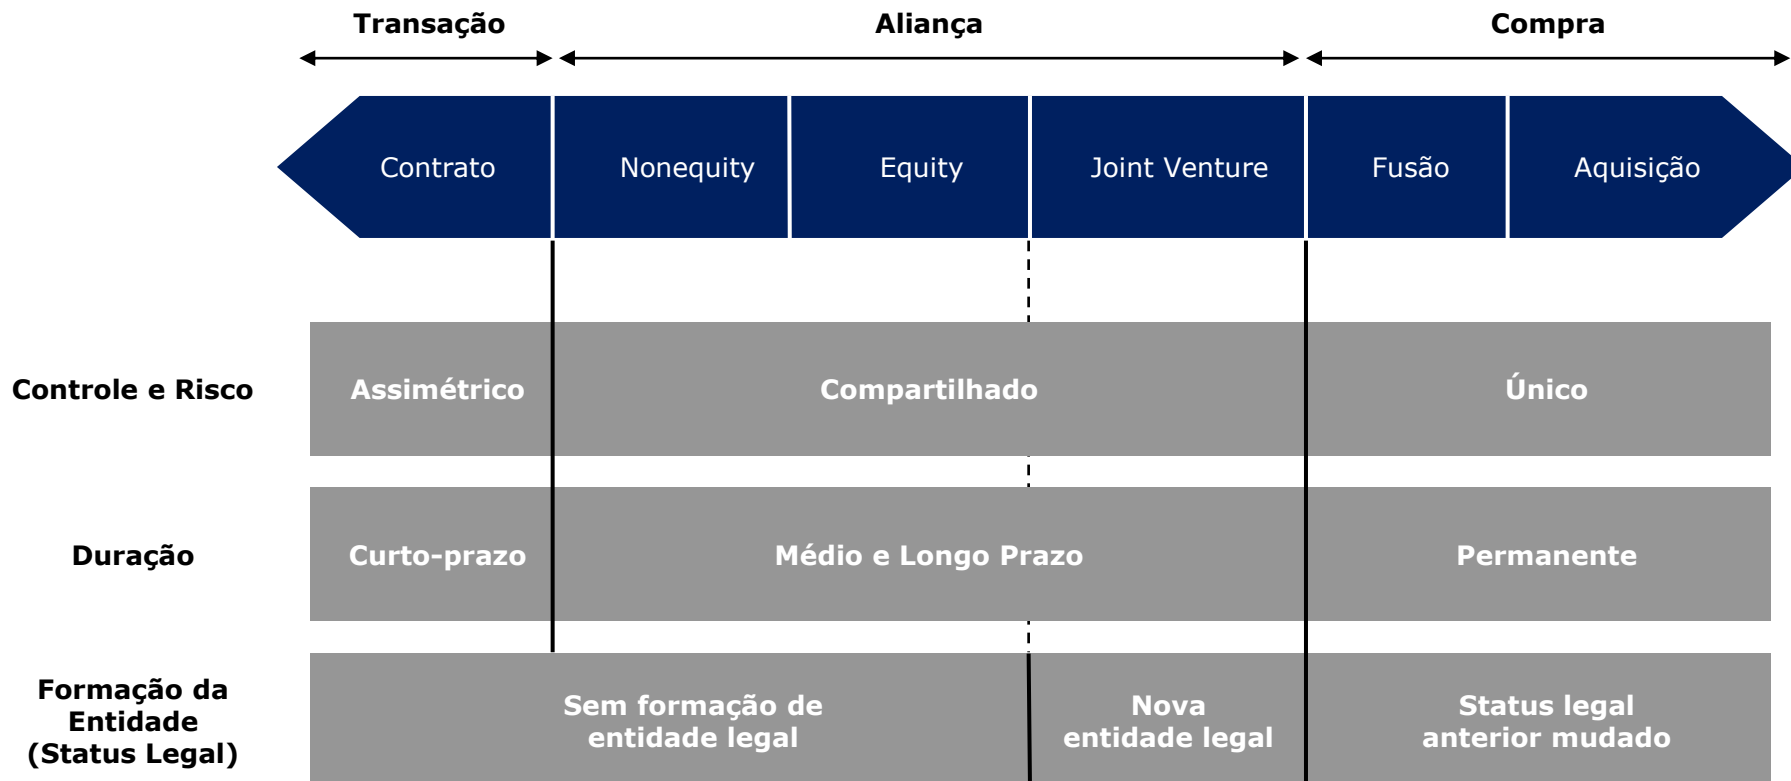 Transação
Aliança
Compra
Contrato
Nonequity
Equity
Joint Venture
Fusão
Aquisição
Controle e Risco
Assimétrico
Compartilhado
Único
Duração
Curto-prazo
Médio e Longo Prazo
Permanente
Formação da
Entidade
(Status Legal)
Sem formação de
entidade legal
Nova
entidade legal
Status legal
anterior mudado